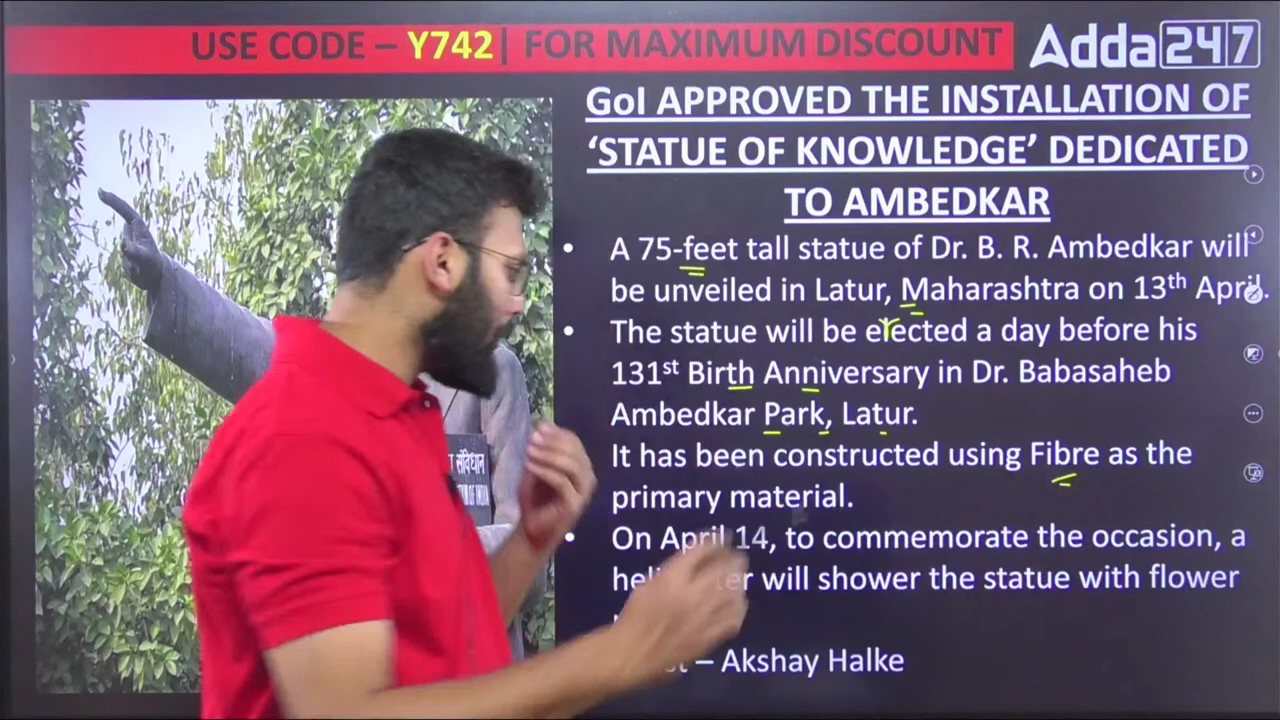 USE CODE – Y742 | FOR MAXIMUM DISCOUNT
Adda247
GoI APPROVED THE INSTALLATION OF
‘STATUE OF KNOWLEDGE’ DEDICATED
TO AMBEDKAR
• A 75-feet tall statue of Dr. B. R. Ambedkar will
be unveiled in Latur, Maharashtra on 13th April.
• The statue will be erected a day before his
131st Birth Anniversary in Dr. Babasaheb
Ambedkar Park, Latur.
It has been constructed using Fibre as the
primary material.
• On April 14, to commemorate the occasion, a
will shower the statue with flower
– Akshay Halke
संविधान
OF INDIA